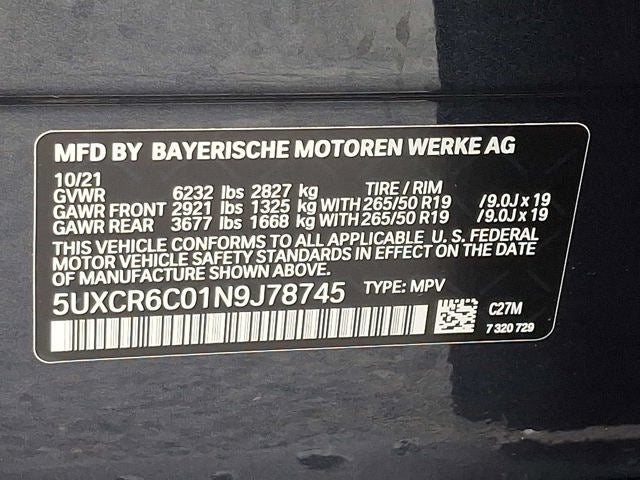 MFD BY BAYERISCHE MOTOREN WERKE AG
10/21
GVWR 6232 lbs 2827 kg TIRE / RIM
GAWR FRONT 2921 lbs 1325 kg WITH 265/50 R19 /9.0J x 19
GAWR REAR 3677 lbs 1668 kg WITH 265/50 R19 /9.0J x 19
THIS VEHICLE CONFORMS TO ALL APPLICABLE U.S. FEDERAL
MOTOR VEHICLE SAFETY STANDARDS IN EFFECT ON THE
DATE OF MANUFACTURE SHOWN ABOVE.
5UXCR6C01N9J78745 TYPE: MPV
C27M
7 320 729